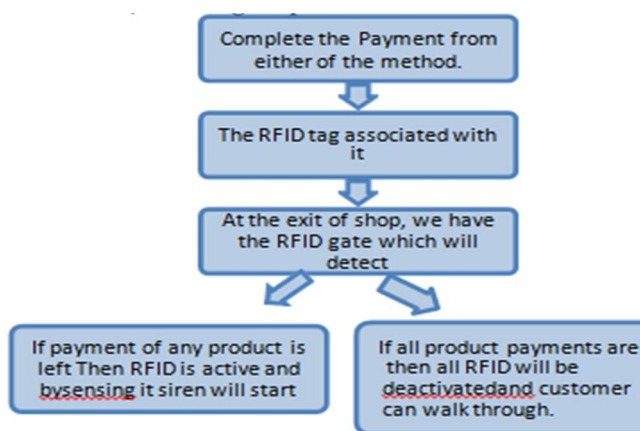 Complete the Payment from
either of the method.
The RFID tag associated with
it
At the exit of shop, we have
the RFID gate which will
detect
If payment of any product is
left Then RFID is active and
bysensing it siren will start
If all product payments are
then all RFID will be
deactivatedand customer
can walk through.